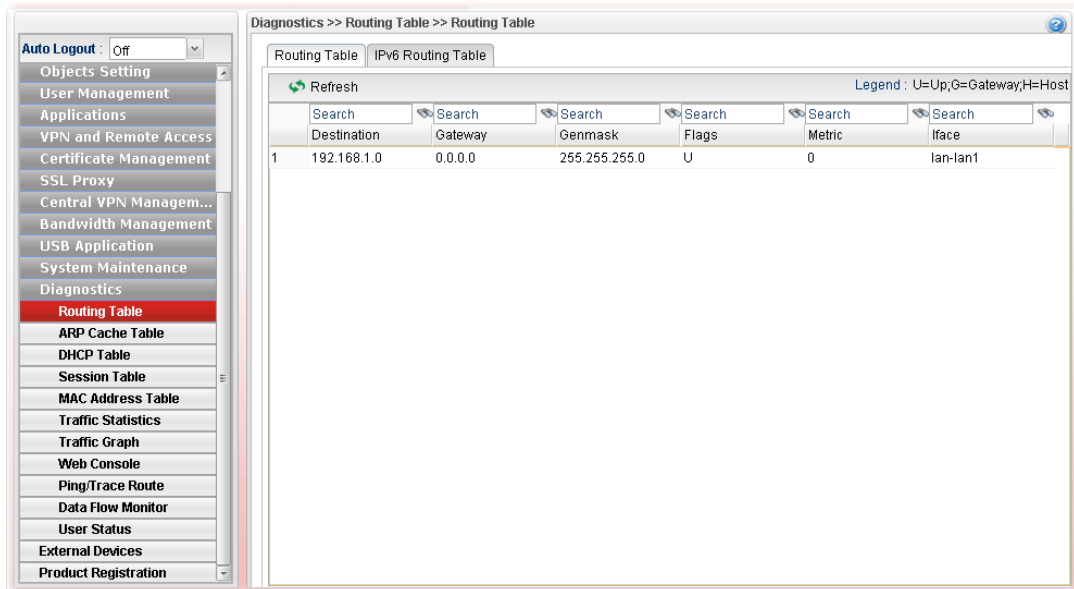 Diagnostics >> Routing Table >> Routing Table
Auto Logout : Off
Objects Setting
User Management
Applications
VPN and Remote Access
Certificate Management
SSL Proxy
Central VPN Managem...
Bandwidth Management
USB Application
System Maintenance
Diagnostics
Routing Table
ARP Cache Table
DHCP Table
Session Table
MAC Address Table
Traffic Statistics
Traffic Graph
Web Console
Ping/Trace Route
Data Flow Monitor
User Status
External Devices
Product Registration
Routing Table IPv6 Routing Table
Refresh Legend : U=Up;G=Gateway;H=Host
Search Search Search Search Search Search
Destination Gateway Genmask Flags Metric Iface
1 192.168.1.0 0.0.0.0 255.255.255.0 U 0 lan-lan1